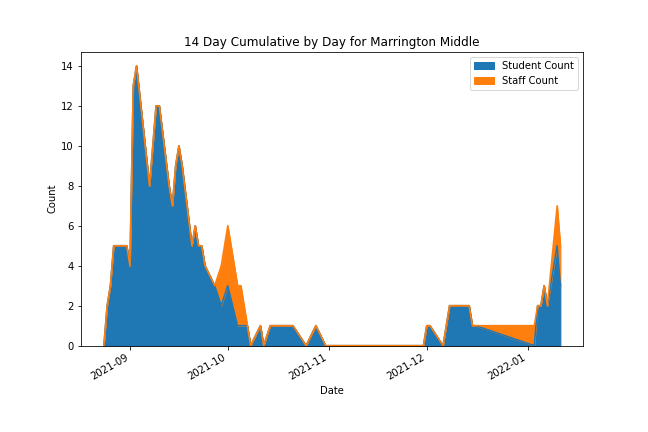 14 Day Cumulative by Day for Marrington Middle
Student Count
Staff Count
14
12
10
8
6
4
2
0
Count
2021-09
2021-10
2021-11
2021-12
2022-01
Date